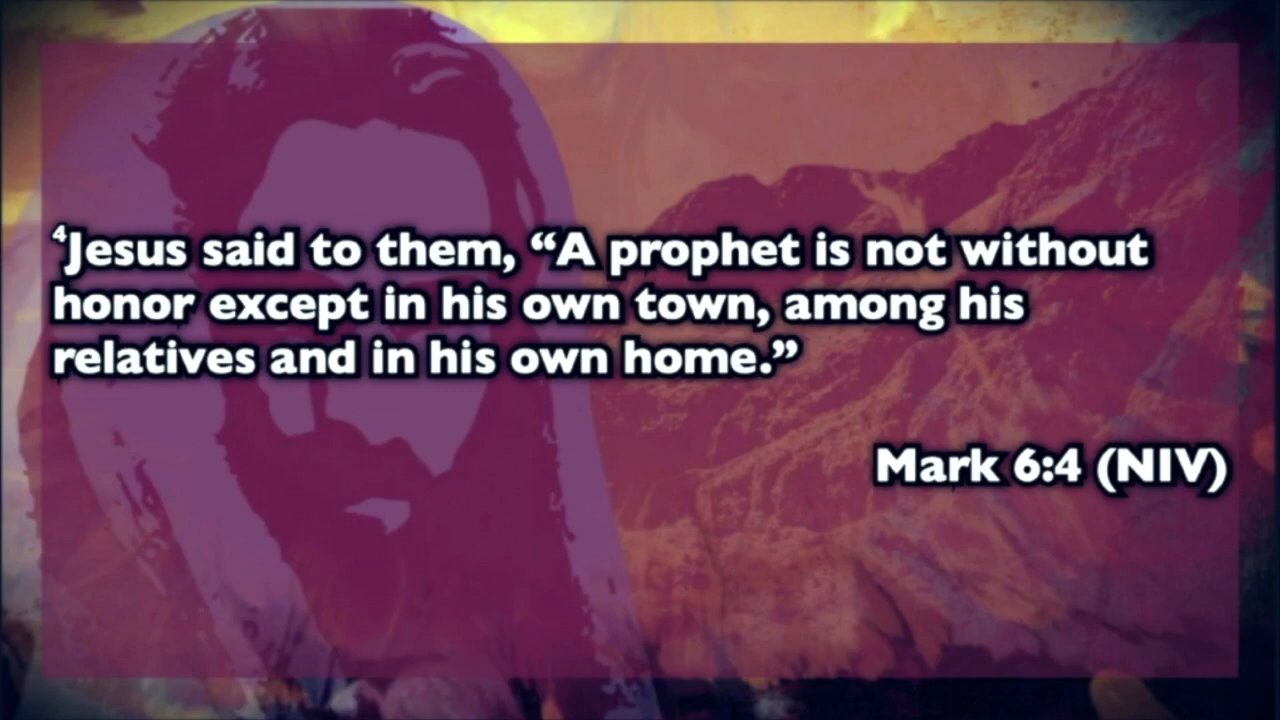 ⁴Jesus said to them, “A prophet is not without
honor except in his own town, among his
relatives and in his own home.”
Mark 6:4 (NIV)